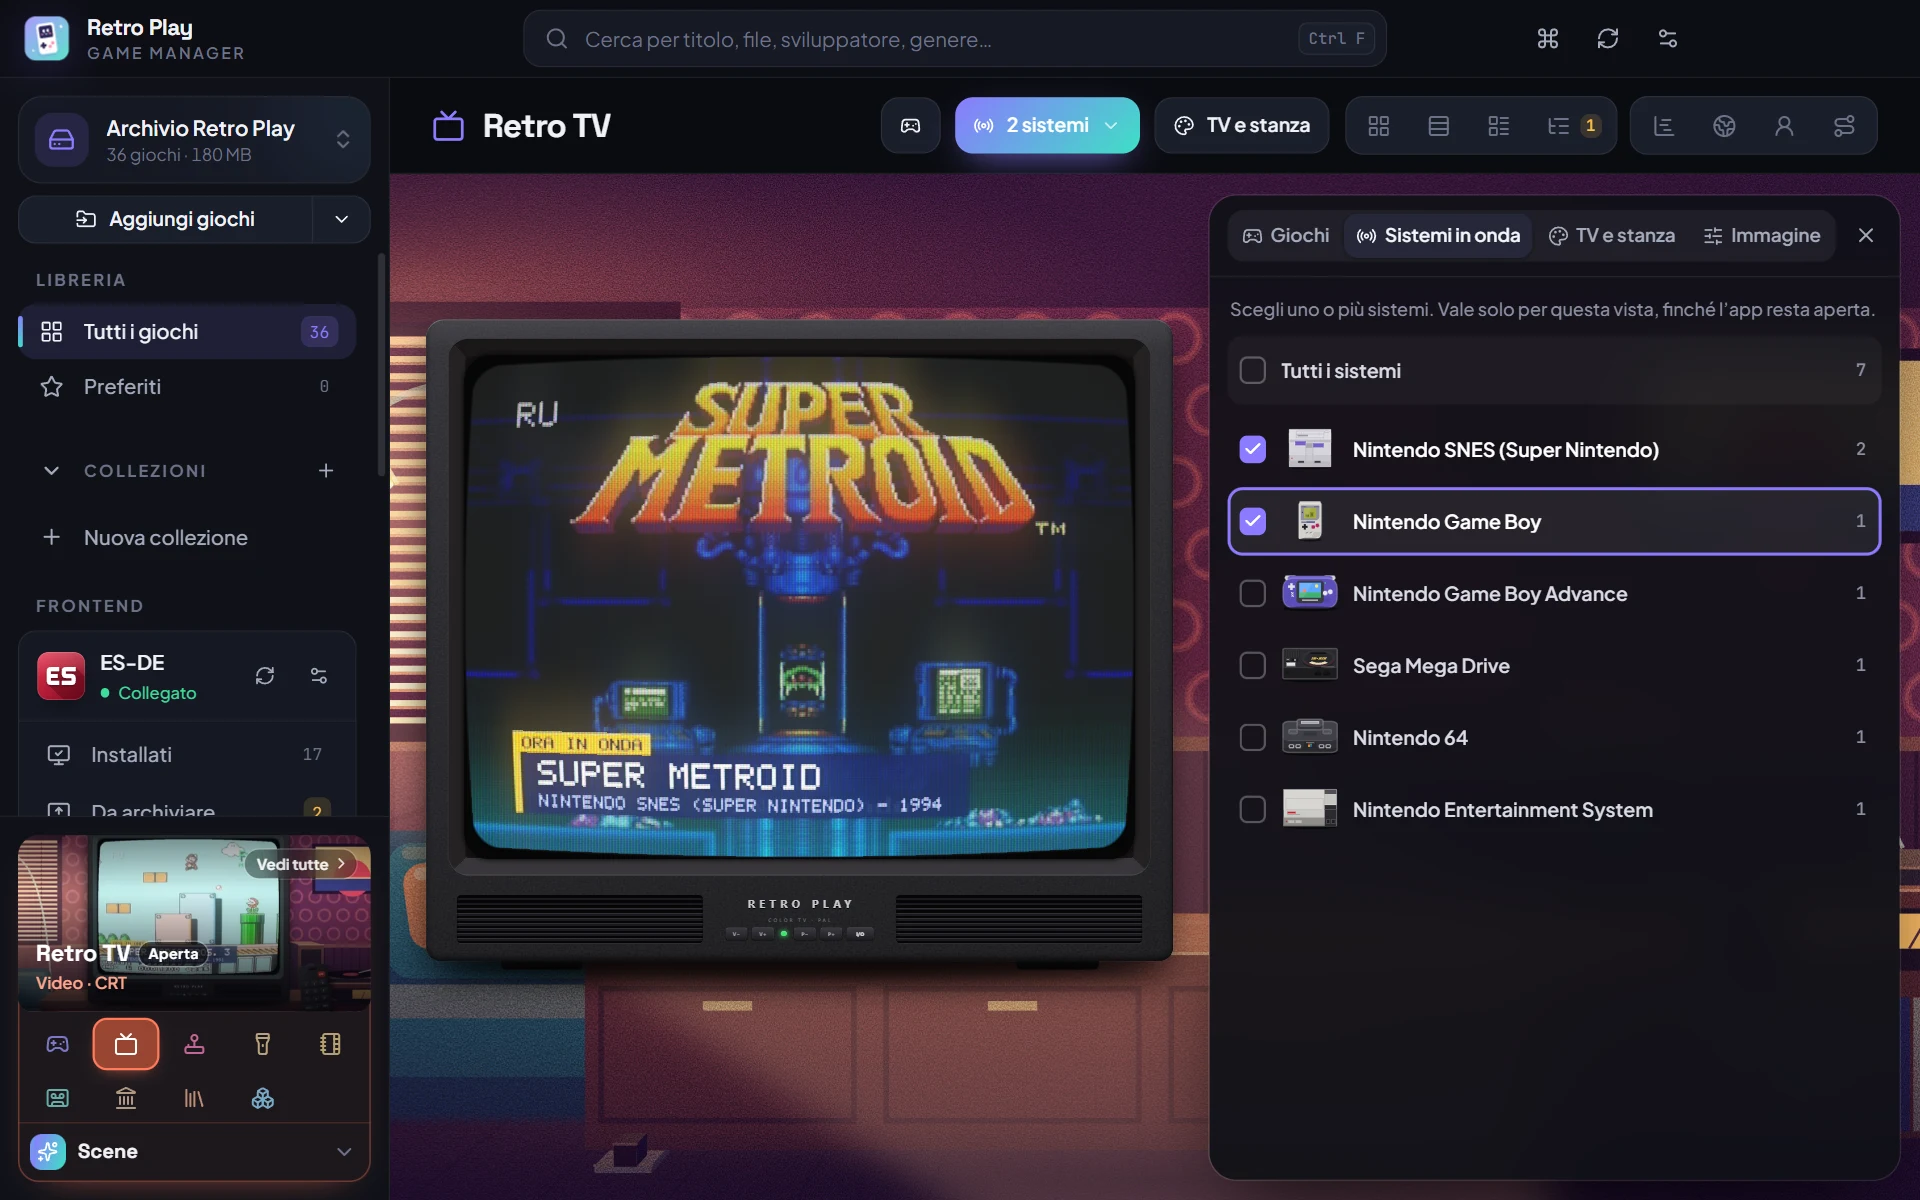 Retro Play
GAME MANAGER
Cerca per titolo, file, sviluppatore, genere…
Ctrl F
Archivio Retro Play
36 giochi · 180 MB
Aggiungi giochi
LIBRERIA
Tutti i giochi
36
Preferiti
0
COLLEZIONI
Nuova collezione
FRONTEND
ES
ES-DE
Collegato
Installati
17
Da archiviare
2
Vedi tutte
Retro TV
Aperta
Video · CRT
Scene
Retro TV
2 sistemi
TV e stanza
1
RU
SUPER
METROID
TM
ORA IN ONDA
SUPER METROID
NINTENDO SNES (SUPER NINTENDO) - 1994
RETRO PLAY
COLOR TV · PAL
V-
V+
P-
P+
I/O
Giochi
Sistemi in onda
TV e stanza
Immagine
Scegli uno o più sistemi. Vale solo per questa vista, finché l'app resta aperta.
Tutti i sistemi
7
Nintendo SNES (Super Nintendo)
2
Nintendo Game Boy
1
Nintendo Game Boy Advance
1
Sega Mega Drive
1
Nintendo 64
1
Nintendo Entertainment System
1